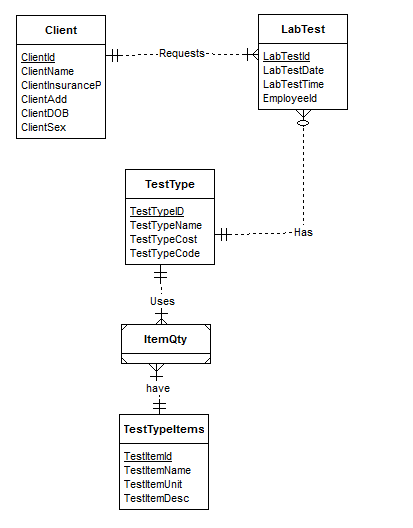 Client
ClientId
ClientName
ClientInsuranceP
ClientAdd
ClientDOB
ClientSex
Requests
LabTest
LabTestId
LabTestDate
LabTestTime
EmployeeId
Has
TestType
TestTypeID
TestTypeName
TestTypeCost
TestTypeCode
Uses
ItemQty
have
TestTypeItems
TestItemId
TestItemName
TestItemUnit
TestItemDesc